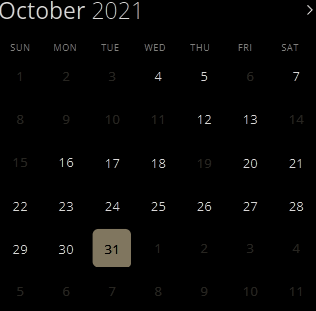 October 2021
SUN MON TUE WED THU FRI SAT
1 2 3 4 5 6 7
8 9 10 11 12 13 14
15 16 17 18 19 20 21
22 23 24 25 26 27 28
29 30 31 1 2 3 4
5 6 7 8 9 10 11